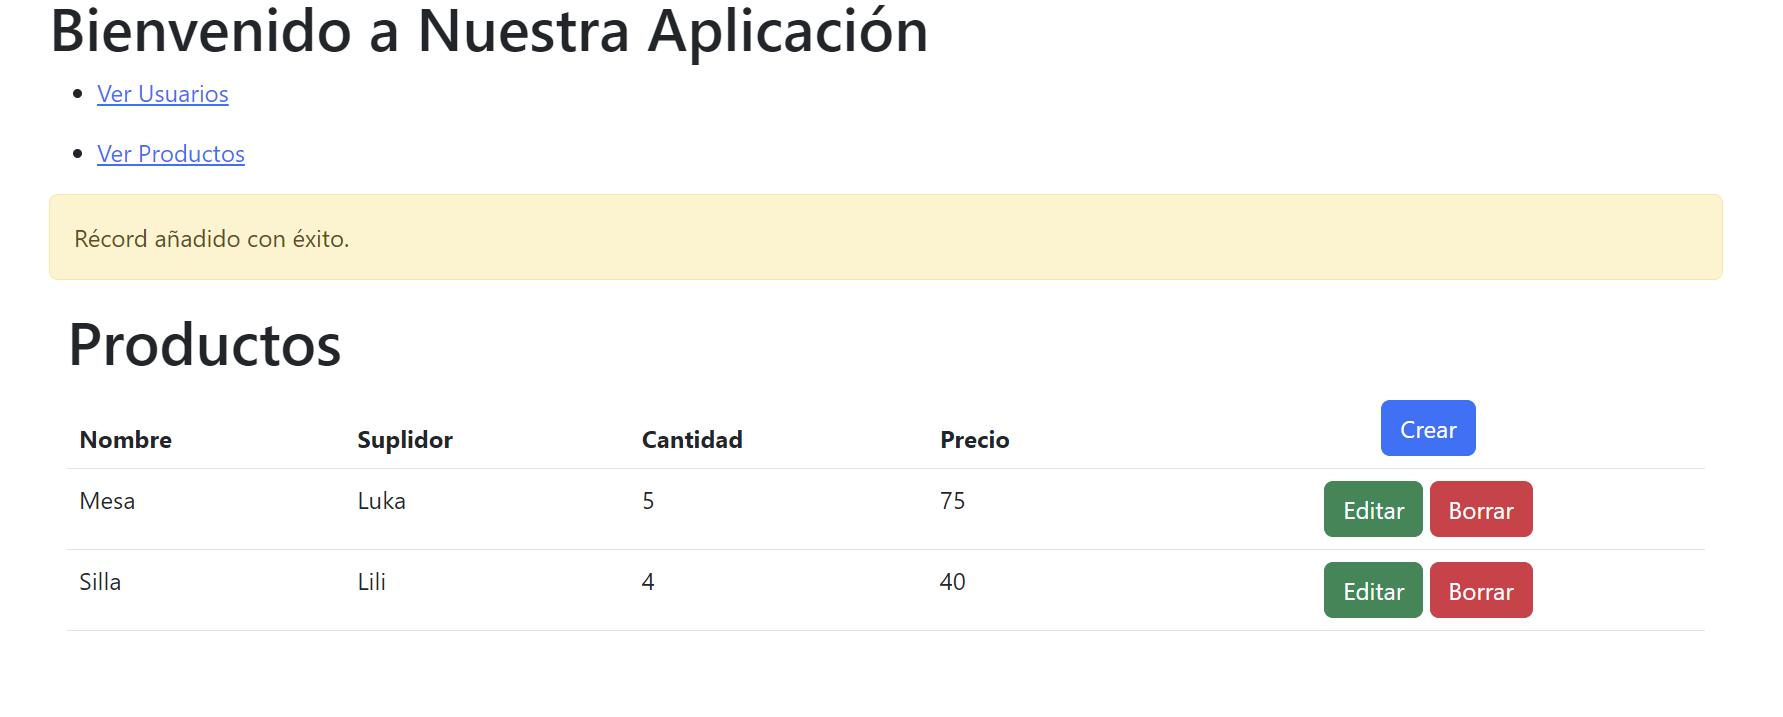 Bienvenido a Nuestra Aplicación
Ver Usuarios
Ver Productos
Récord añadido con éxito.
Productos
Nombre Suplidor Cantidad Precio Crear
Mesa Luka 5 75 Editar Borrar
Silla Lili 4 40 Editar Borrar